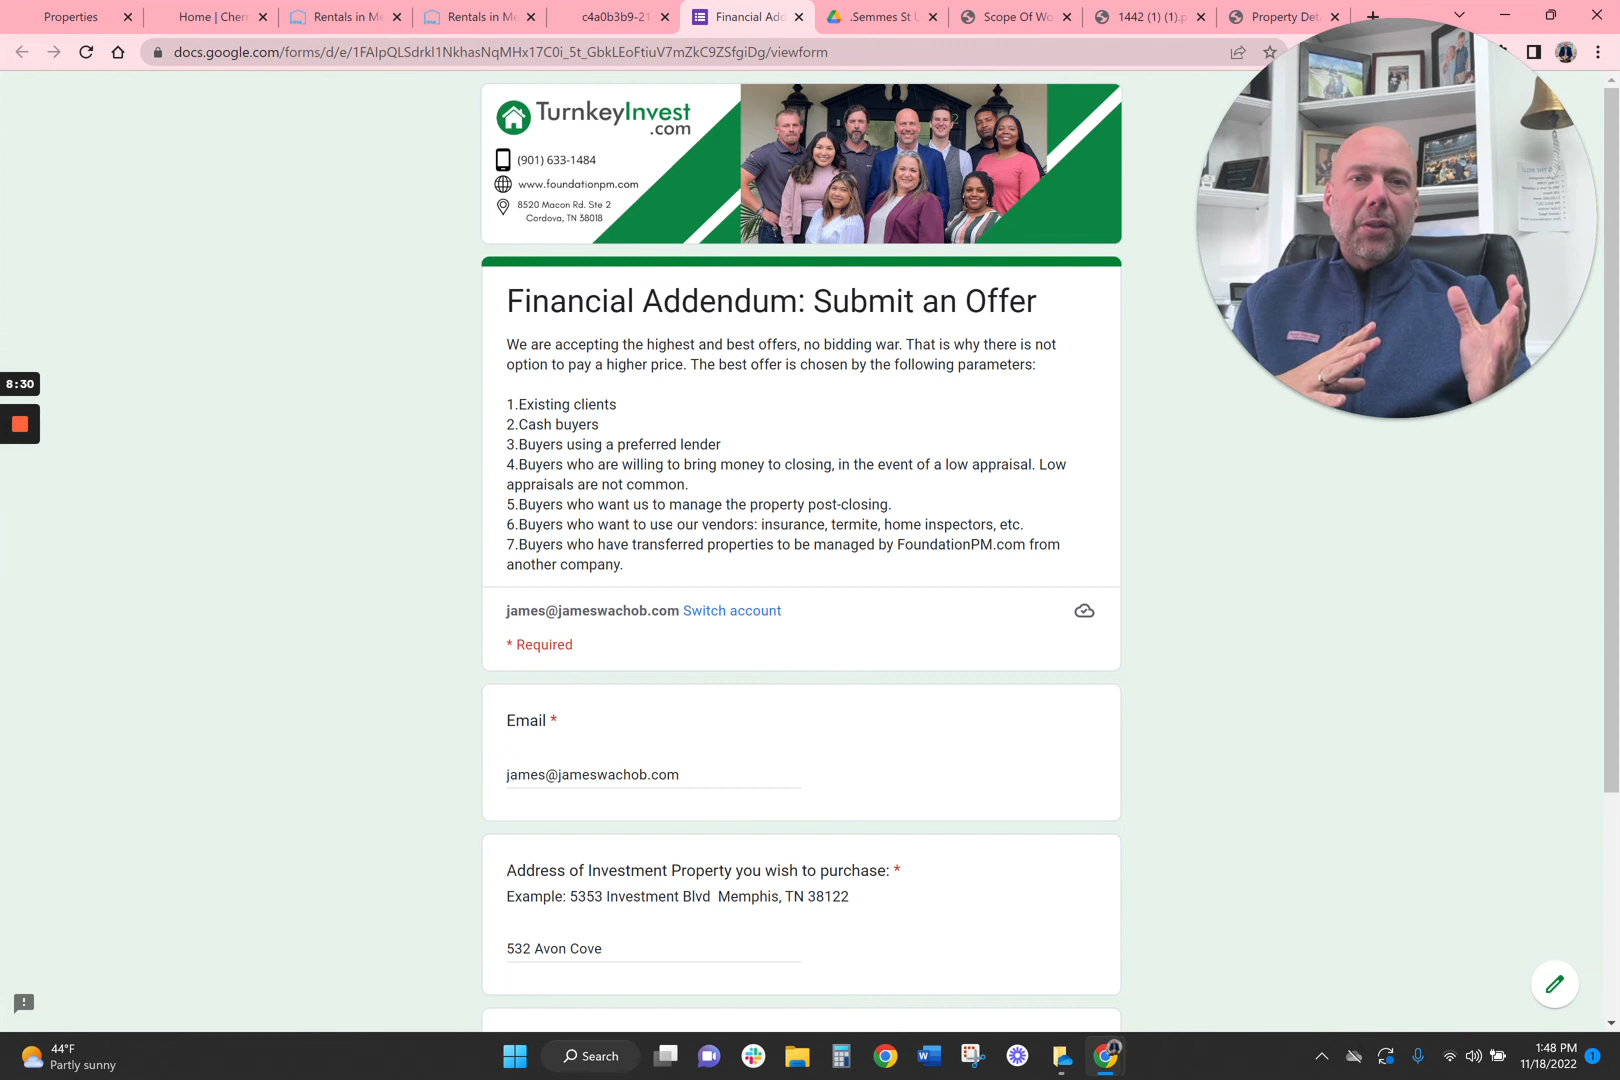 Properties
Home | Cher
Rentals in Me
Rentals in Me
c4a0b3b9-21
Financial Add
.Semmes St U
Scope Of Wo
1442 (1) (1).p
Property Det
docs.google.com/forms/d/e/1FAIpQLSdrkl1NkhasNqMHx17C0i_5t_GbkLEoFtiuV7mZkC9ZSfgiDg/viewform
TurnkeyInvest
.com
(901) 633-1484
www.foundationpm.com
8520 Macon Rd. Ste 2
Cordova, TN 38018
Financial Addendum: Submit an Offer
We are accepting the highest and best offers, no bidding war. That is why there is not
option to pay a higher price. The best offer is chosen by the following parameters:
8:30
1.Existing clients
2.Cash buyers
3.Buyers using a preferred lender
4.Buyers who are willing to bring money to closing, in the event of a low appraisal. Low
appraisals are not common.
5.Buyers who want us to manage the property post-closing.
6.Buyers who want to use our vendors: insurance, termite, home inspectors, etc.
7.Buyers who have transferred properties to be managed by FoundationPM.com from
another company.
james@jameswachob.com Switch account
* Required
Email *
james@jameswachob.com
Address of Investment Property you wish to purchase: *
Example: 5353 Investment Blvd  Memphis, TN 38122
532 Avon Cove
44°F
Partly sunny
Search
1:48 PM
11/18/2022
1